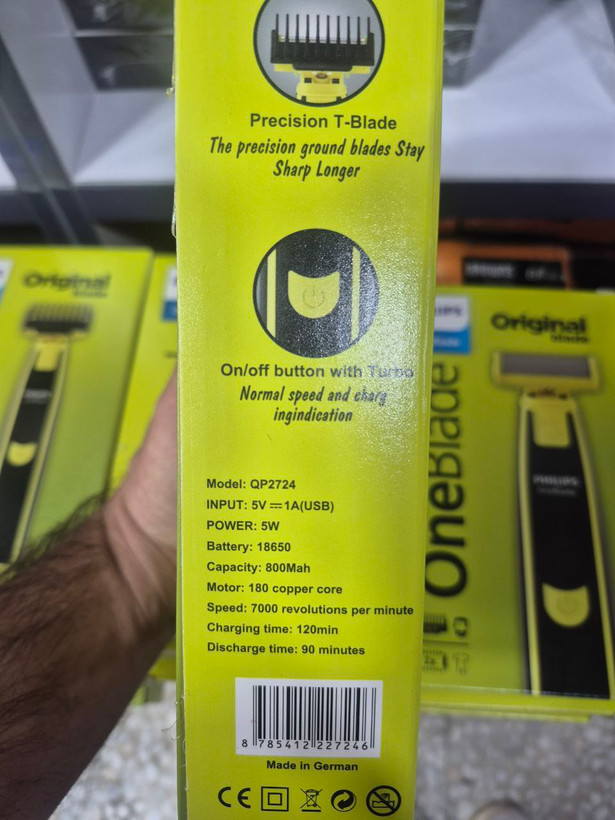 Precision T-Blade
The precision ground blades Stay
Sharp Longer
On/off button with Turbo
Normal speed and charg
ingindication
Model: QP2724
INPUT: 5V⎓1A(USB)
POWER: 5W
Battery: 18650
Capacity: 800Mah
Motor: 180 copper core
Speed: 7000 revolutions per minute
Charging time: 120min
Discharge time: 90 minutes
8 785412 227246
Made in German
CE
Original
blade
Original
blade
OneBlade
PHILIPS